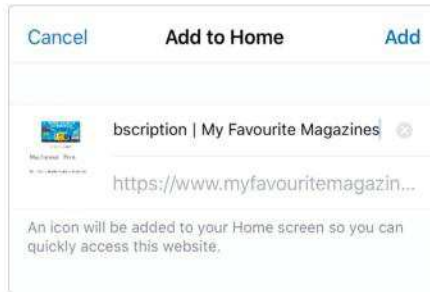 Cancel Add to Home Add
bscription | My Favourite Magazines
https://www.myfavouritemagazin...
An icon will be added to your Home screen so you can
quickly access this website.